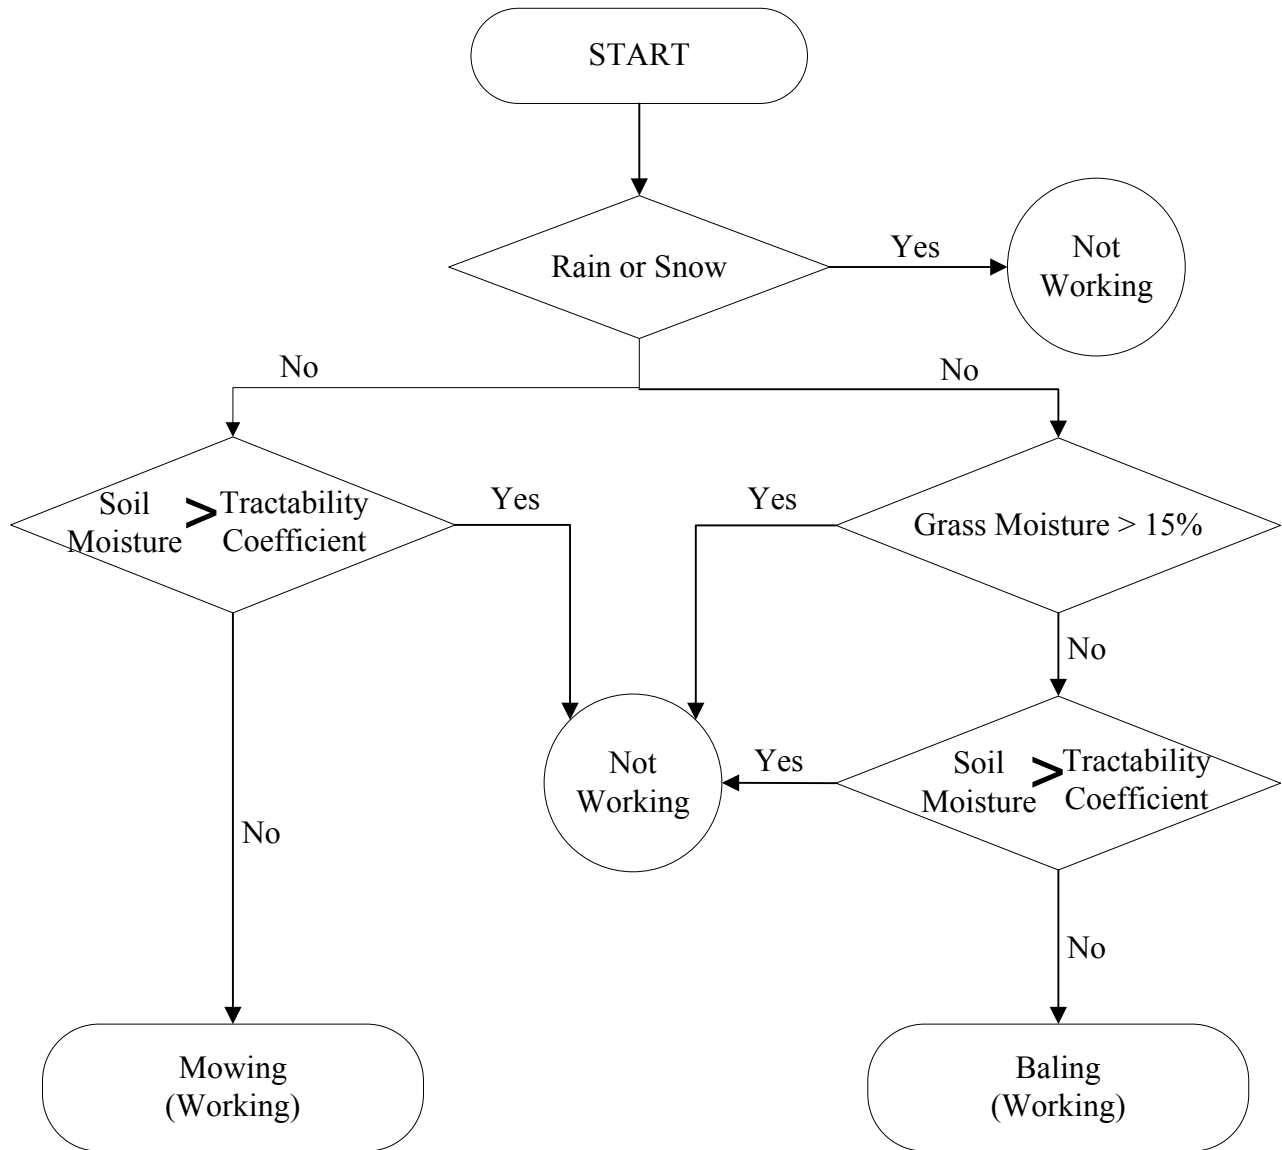 START
Rain or Snow
Yes
Not
Working
No
No
Soil
Moisture
>
Tractability
Coefficient
Yes
Yes
Grass Moisture > 15%
No
Not
Working
Yes
Soil
Moisture
>
Tractability
Coefficient
No
No
Mowing
(Working)
Baling
(Working)